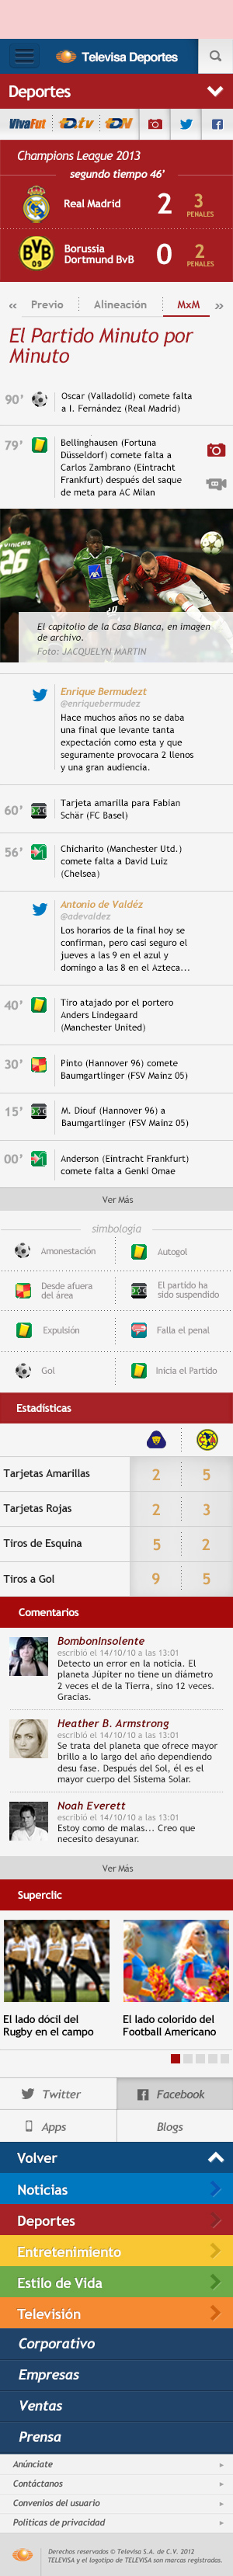 Televisa Deportes
Deportes
VivaFut
tv
TDN
Champions League 2013
segundo tiempo 46’
Real Madrid
2
3
PENALES
BVB
09
Borussia
Dortmund BvB
0
2
PENALES
«
Previo
Alineación
MxM
»
El Partido Minuto por
Minuto
90’
Oscar (Valladolid) comete falta
a I. Fernández (Real Madrid)
79’
Bellinghausen (Fortuna
Düsseldorf) comete falta a
Carlos Zambrano (Eintracht
Frankfurt) después del saque
de meta para AC Milan
26
AXA
El capitolio de la Casa Blanca, en imagen
de archivo.
Foto: JACQUELYN MARTIN
Enrique Bermudezt
@enriquebermudez
Hace muchos años no se daba
una final que levante tanta
expectación como esta y que
seguramente provocara 2 llenos
y una gran audiencia.
60’
Tarjeta amarilla para Fabian
Schär (FC Basel)
56’
Chicharito (Manchester Utd.)
comete falta a David Luiz
(Chelsea)
Antonio de Valdéz
@adevaldez
Los horarios de la final hoy se
confirman, pero casi seguro el
jueves a las 9 en el azul y
domingo a las 8 en el Azteca...
40’
Tiro atajado por el portero
Anders Lindegaard
(Manchester United)
30’
Pinto (Hannover 96) comete
Baumgartlinger (FSV Mainz 05)
15’
M. Diouf (Hannover 96) a
Baumgartlinger (FSV Mainz 05)
00’
Anderson (Eintracht Frankfurt)
comete falta a Genki Omae
Ver Más
simbología
Amonestación
Autogol
Desde afuera
del área
El partido ha
sido suspendido
Expulsión
Falla el penal
Gol
Inicia el Partido
Estadísticas
Tarjetas Amarillas
2
5
Tarjetas Rojas
2
3
Tiros de Esquina
5
2
Tiros a Gol
9
5
Comentarios
BombonInsolente
escribió el 14/10/10 a las 13:01
Detecto un error en la noticia. El
planeta Júpiter no tiene un diámetro
2 veces el de la Tierra, sino 12 veces.
Gracias.
Heather B. Armstrong
escribió el 14/10/10 a las 13:01
Se trata del planeta que ofrece mayor
brillo a lo largo del año dependiendo
desu fase. Después del Sol, él es el
mayor cuerpo del Sistema Solar.
Noah Everett
escribió el 14/10/10 a las 13:01
Estoy como de malas... Creo que
necesito desayunar.
Ver Más
Superclic
El lado dócil del
Rugby en el campo
El lado colorido del
Football Americano
Twitter
Facebook
Apps
Blogs
Volver
Noticias
Deportes
Entretenimiento
Estilo de Vida
Televisión
Corporativo
Empresas
Ventas
Prensa
Anúnciate
Contáctanos
Convenios del usuario
Políticas de privacidad
Derechos reservados © Televisa S.A. de C.V. 2012
TELEVISA y el logotipo de TELEVISA son marcas registradas.